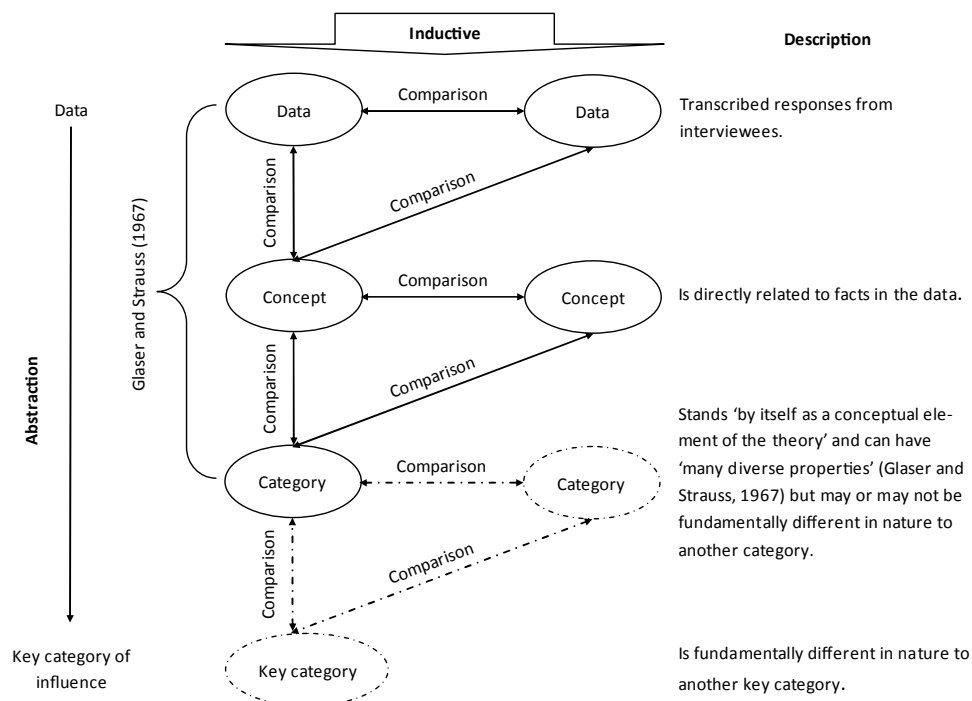 Inductive
Description
Data
Data
Comparison
Data
Transcribed responses from
interviewees.
Comparison
Comparison
Glaser and Strauss (1967)
Concept
Comparison
Concept
Is directly related to facts in the data.
Abstraction
Comparison
Comparison
Category
Comparison
Category
Stands ‘by itself as a conceptual ele-
ment of the theory’ and can have
‘many diverse properties’ (Glaser and
Strauss, 1967) but may or may not be
fundamentally different in nature to
another category.
Comparison
Comparison
Key category of
influence
Key category
Is fundamentally different in nature to
another key category.